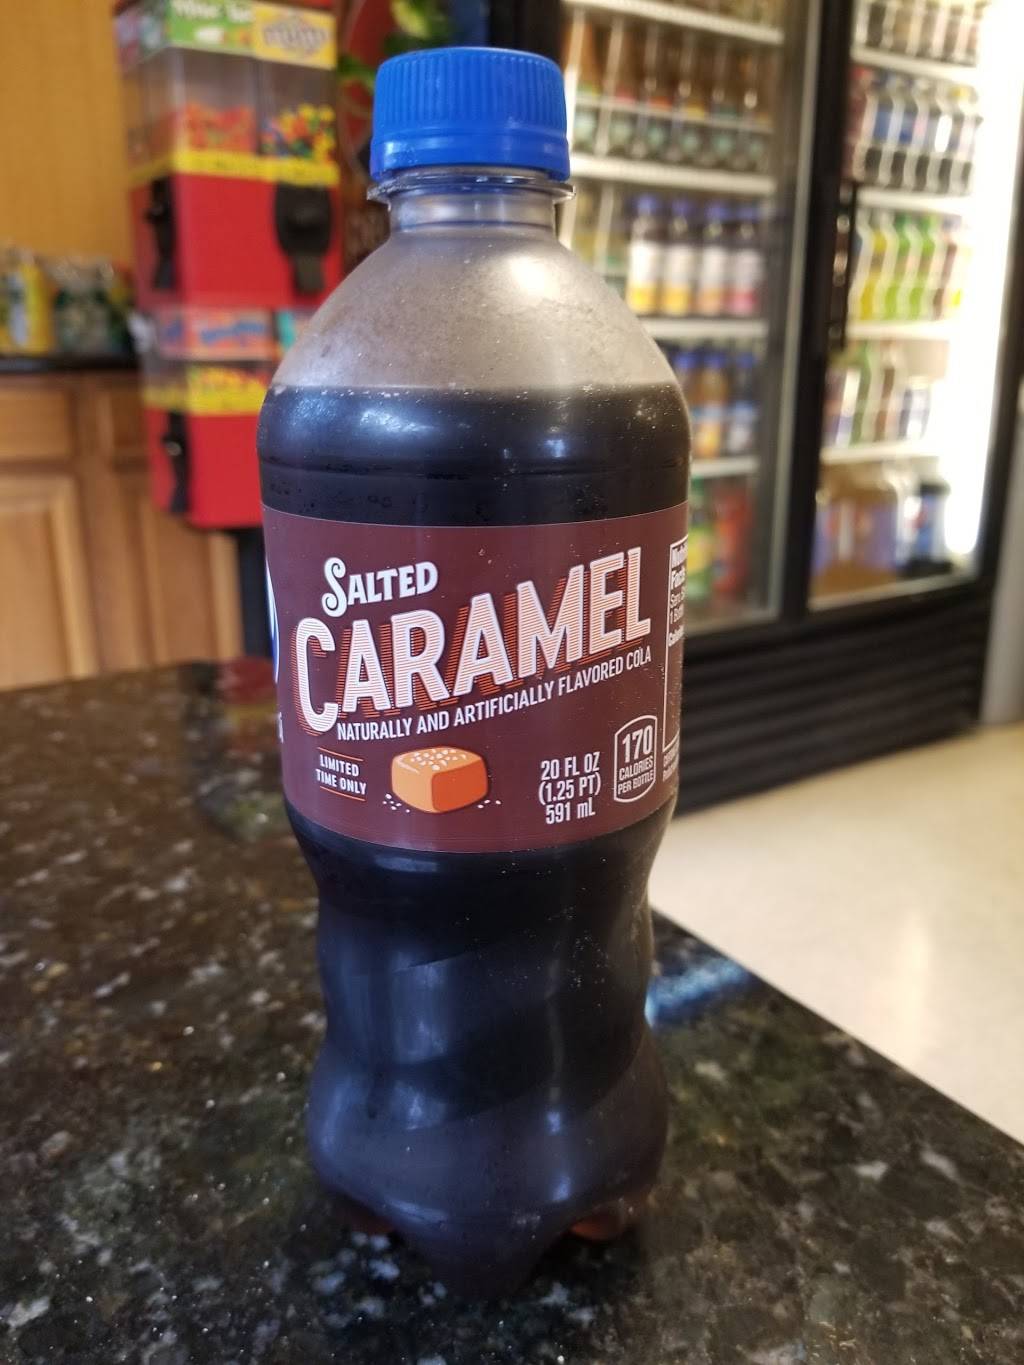 SALTED
CARAMEL
NATURALLY AND ARTIFICIALLY FLAVORED COLA
LIMITED
TIME ONLY
20 FL OZ
(1.25 PT)
591 mL
170
CALORIES
PER BOTTLE